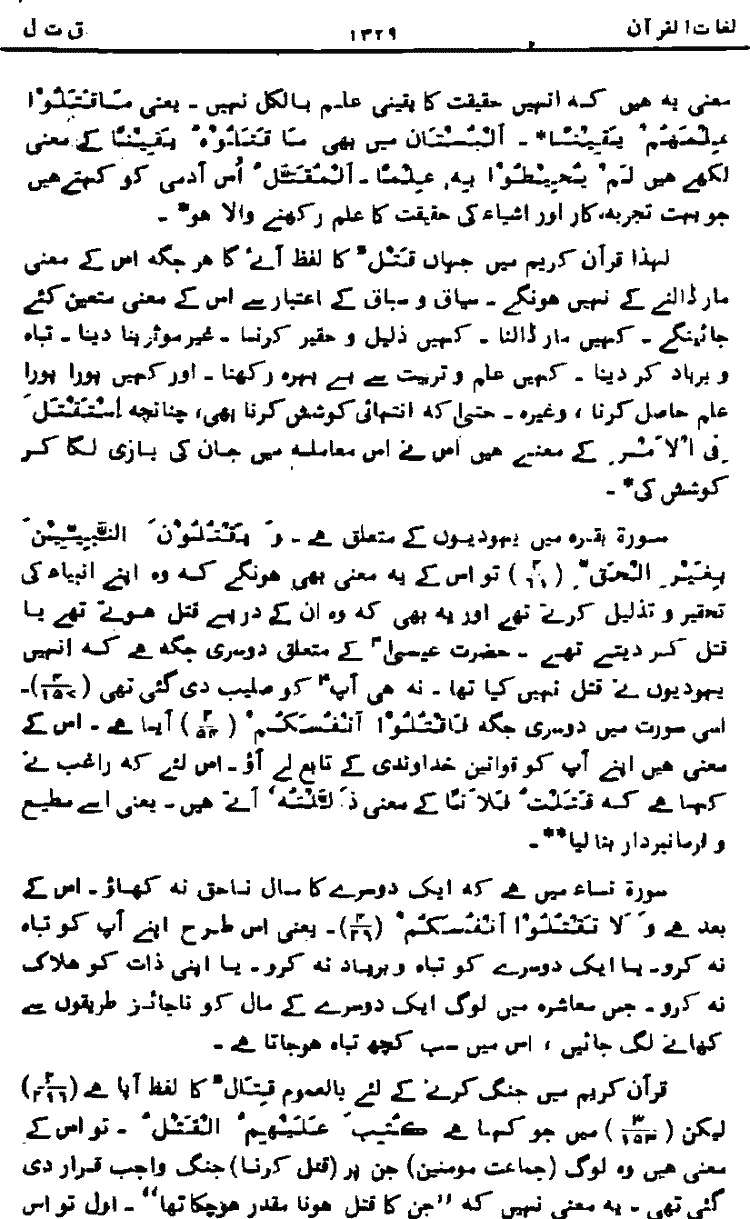 لغات القرآن ۱۳۲۹ ق ت ل
معنی یہ ہیں کہ انہیں حقیقت کا یقینی علم بالکل نہیں ۔ یعنی مَاقَتَلُوْا
عِلْمَهُمْ يَقِيْنًا* ۔ اَلْبُسْتَان میں بھی مَا قَتَلُوْهُ يَقِيْنًا کے معنی
لکھے ہیں لَمْ يُحِيْطُوْا بِهٖ عِلْمًا ۔ اَلْمُقَتَّلُ اُس آدمی کو کہتے ہیں
جو بہت تجربہ کار اور اشیاء کی حقیقت کا علم رکھنے والا ہو* ۔
لہذا قرآن کریم میں جہاں قَتْلٌ کا لفظ آئے گا ہر جگہ اس کے معنی
مار ڈالنے کے نہیں ہونگے ۔ سیاق و سباق کے اعتبار سے اس کے معنی متعین کئے
جائینگے ۔ کہیں مار ڈالنا ۔ کہیں ذلیل و حقیر کرنا ۔ غیر موثر بنا دینا ۔ تباہ
و برباد کر دینا ۔ کہیں علم و تربیت سے بے بہرہ رکھنا ۔ اور کہیں پورا پورا
علم حاصل کرنا ، وغیرہ ۔ حتیٰ کہ انتہائی کوشش کرنا بھی، چنانچہ اِسْتَقْتَلَ
فِی الْاَمْرِ کے معنے ہیں اس نے اس معاملہ میں جان کی بازی لگا کر
کوشش کی* ۔
سورة بقرہ میں یہودیوں کے متعلق ہے ۔ وَ يَقْتُلُوْنَ النَّبِيّٖنَ
بِغَيْرِ الْحَقِّ (۲/۶۱) تو اس کے یہ معنی بھی ہونگے کہ وہ اپنے انبیاء کی
تحقیر و تذلیل کرتے تھے اور یہ بھی کہ وہ ان کے درپے قتل ہوتے تھے یا
قتل کر دیتے تھے ۔ حضرت عیسیٰؑ کے متعلق دوسری جگہ ہے کہ انہیں
یہودیوں نے قتل نہیں کیا تھا ۔ نہ ہی آپؑ کو صلیب دی گئی تھی (۴/۱۵۷)۔
اسی سورت میں دوسری جگہ فَاقْتُلُوْا اَنْفُسَكُمْ (۲/۵۴) آیا ہے ۔ اس کے
معنی ہیں اپنے آپ کو قوانین خداوندی کے تابع لے آؤ ۔ اس لئے کہ راغب نے
کہا ہے کہ قَتَلْتُ فُلَانًا کے معنی ذَلَّلْتُهُ آتے ہیں ۔ یعنی اسے مطیع
و فرمانبردار بنا لیا** ۔
سورة نساء میں ہے کہ ایک دوسرے کا مال ناحق نہ کھاؤ ۔ اس کے
بعد ہے وَ لَا تَقْتُلُوْا اَنْفُسَكُمْ (۴/۲۹)۔ یعنی اس طرح اپنے آپ کو تباہ
نہ کرو ۔ یا ایک دوسرے کو تباہ و برباد نہ کرو ۔ یا اپنی ذات کو ہلاک
نہ کرو ۔ جس معاشرہ میں لوگ ایک دوسرے کے مال کو ناجائز طریقوں سے
کھانے لگ جائیں ، اس میں سب کچھ تباہ ہوجاتا ہے ۔
قرآن کریم میں جنگ کرنے کے لئے بالعموم قِتَالٌ کا لفظ آیا ہے (۲/۲۱۶)
لیکن (۳/۱۵۳) میں جو کہا ہے كُتِبَ عَلَيْهِمُ الْقَتْلُ ۔ تو اس کے
معنی ہیں وہ لوگ (جماعت مومنین) جن پر (قتل کرنا) جنگ واجب قرار دی
گئی تھی ۔ یہ معنی نہیں کہ ”جن کا قتل ہونا مقدر ہوچکا تھا“ ۔ اول تو اس